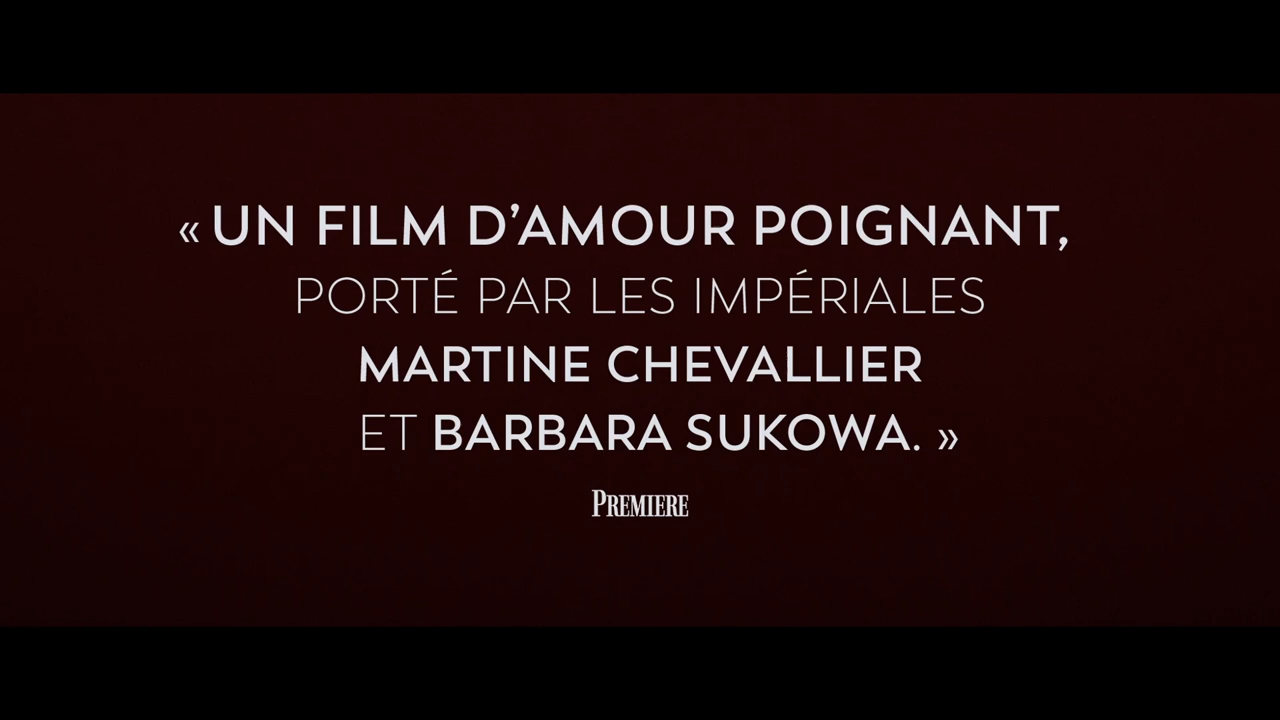 « UN FILM D’AMOUR POIGNANT,
PORTÉ PAR LES IMPÉRIALES
MARTINE CHEVALLIER
ET BARBARA SUKOWA. »
PREMIERE